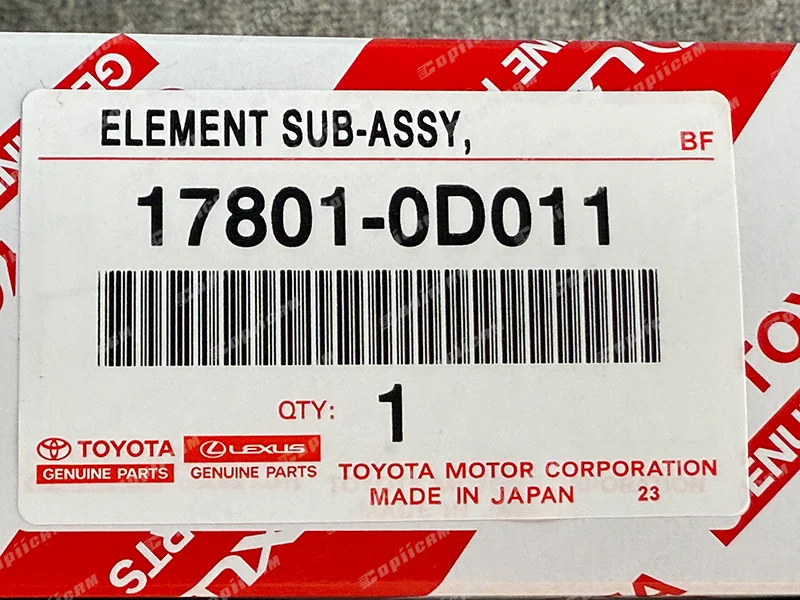 ELEMENT SUB-ASSY,
BF
17801-0D011
QTY: 1
TOYOTA
GENUINE PARTS
LEXUS
GENUINE PARTS
TOYOTA MOTOR CORPORATION
MADE IN JAPAN 23
CopiiCAM